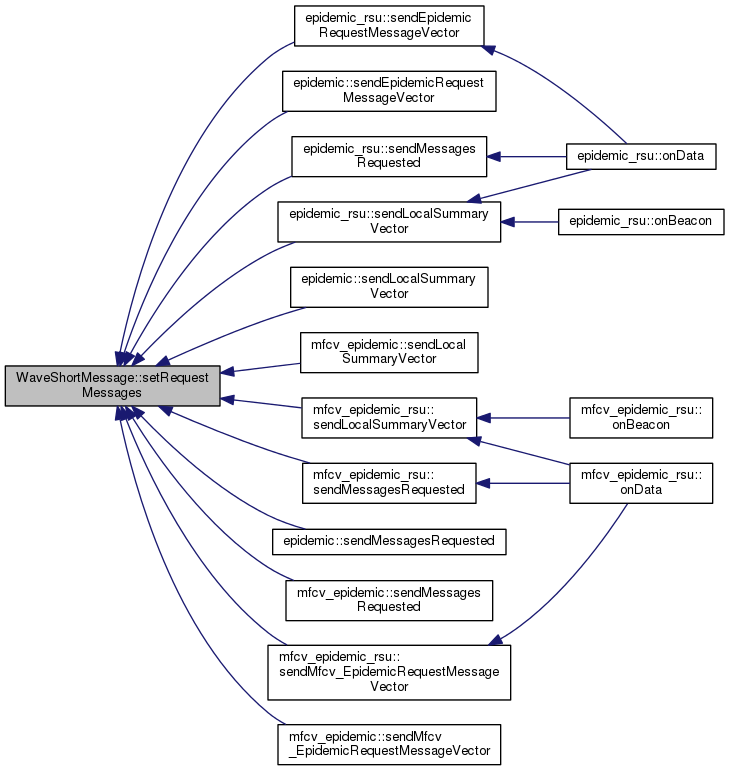 epidemic_rsu::sendEpidemic
RequestMessageVector
epidemic::sendEpidemicRequest
MessageVector
epidemic_rsu::sendMessages
Requested
epidemic_rsu::onData
epidemic_rsu::sendLocalSummary
Vector
epidemic_rsu::onBeacon
epidemic::sendLocalSummary
Vector
mfcv_epidemic::sendLocal
SummaryVector
WaveShortMessage::setRequest
Messages
mfcv_epidemic_rsu::
sendLocalSummaryVector
mfcv_epidemic_rsu::
onBeacon
mfcv_epidemic_rsu::
sendMessagesRequested
mfcv_epidemic_rsu::
onData
epidemic::sendMessagesRequested
mfcv_epidemic::sendMessages
Requested
mfcv_epidemic_rsu::
sendMfcv_EpidemicRequestMessage
Vector
mfcv_epidemic::sendMfcv
_EpidemicRequestMessageVector